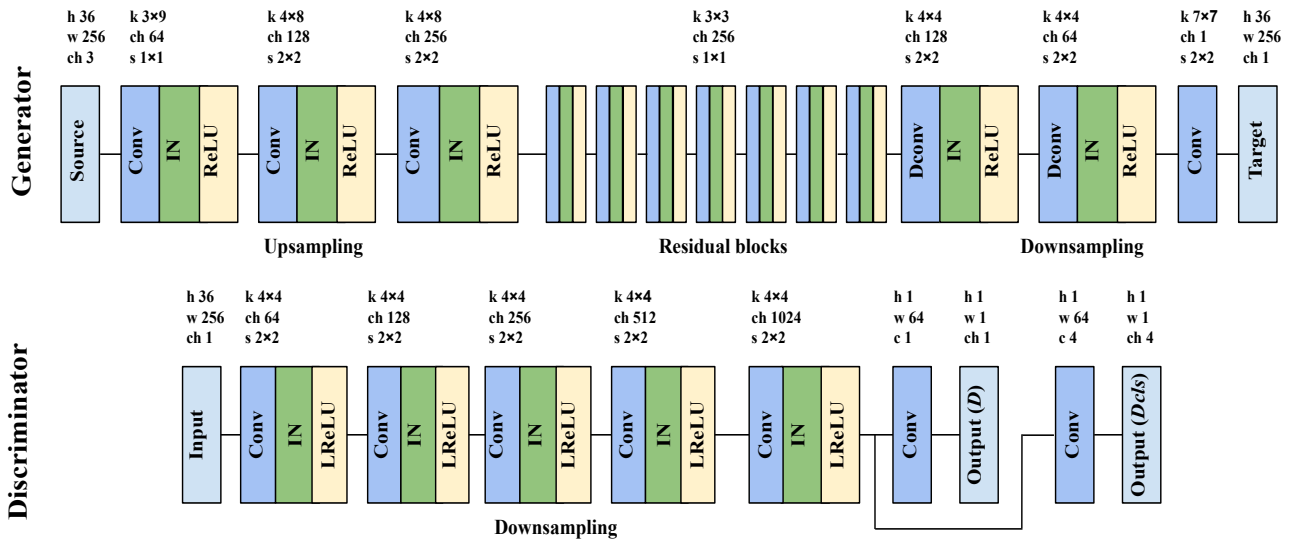 Generator
h 36
w 256
ch 3
k 3×9
ch 64
s 1×1
k 4×8
ch 128
s 2×2
k 4×8
ch 256
s 2×2
k 3×3
ch 256
s 1×1
k 4×4
ch 128
s 2×2
k 4×4
ch 64
s 2×2
k 7×7
ch 1
s 2×2
h 36
w 256
ch 1
Source
Conv
IN
ReLU
Conv
IN
ReLU
Conv
IN
ReLU
Dconv
IN
ReLU
Dconv
IN
ReLU
Conv
Target
Upsampling
Residual blocks
Downsampling
Discriminator
h 36
w 256
ch 1
k 4×4
ch 64
s 2×2
k 4×4
ch 128
s 2×2
k 4×4
ch 256
s 2×2
k 4×4
ch 512
s 2×2
k 4×4
ch 1024
s 2×2
h 1
w 64
c 1
h 1
w 1
ch 1
h 1
w 64
c 4
h 1
w 1
ch 4
Input
Conv
IN
LReLU
Conv
IN
LReLU
Conv
IN
LReLU
Conv
IN
LReLU
Conv
IN
LReLU
Conv
Output (D)
Conv
Output (Dcls)
Downsampling